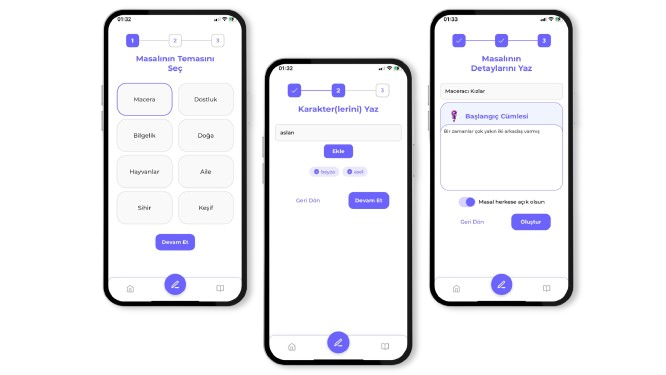 01:32
1
2
3
Masalının Temasını
Seç
Macera
Dostluk
Bilgelik
Doğa
Hayvanlar
Aile
Sihir
Keşif
Devam Et
01:32
2
3
Karakter(lerini) Yaz
aslan
Ekle
Geri Dön
Devam Et
01:33
3
Masalının
Detaylarını Yaz
Maceracı Kızlar
Başlangıç Cümlesi
Bir zamanlar çok yakın iki arkadaş varmış
Masal herkese açık olsun
Geri Dön
Oluştur